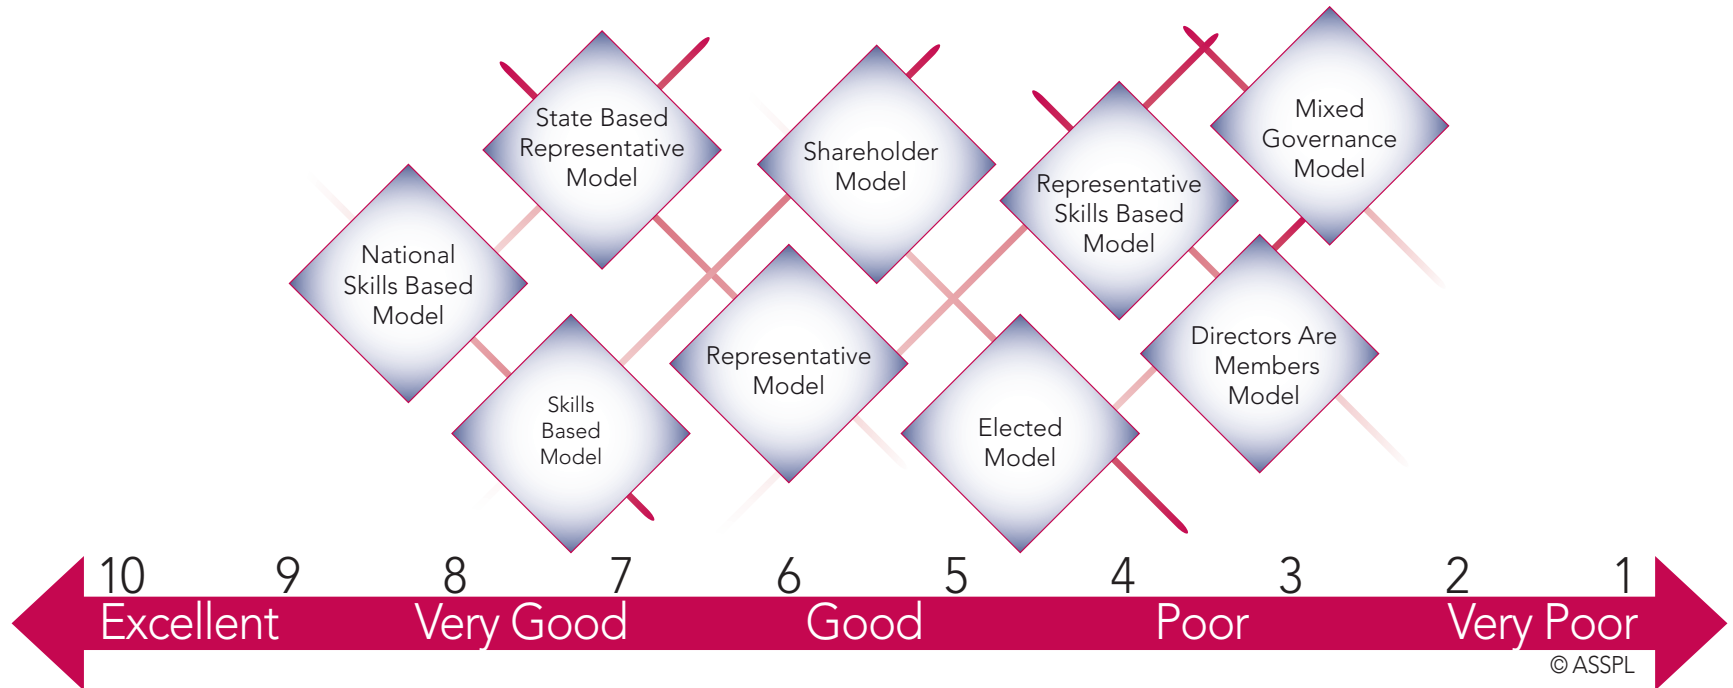 State Based
Representative
Model
Shareholder
Model
Mixed
Governance
Model
Representative
Skills Based
Model
National
Skills Based
Model
Representative
Model
Directors Are
Members
Model
Skills
Based
Model
Elected
Model
10 9 8 7 6 5 4 3 2 1
Excellent Very Good Good Poor Very Poor
© ASSPL